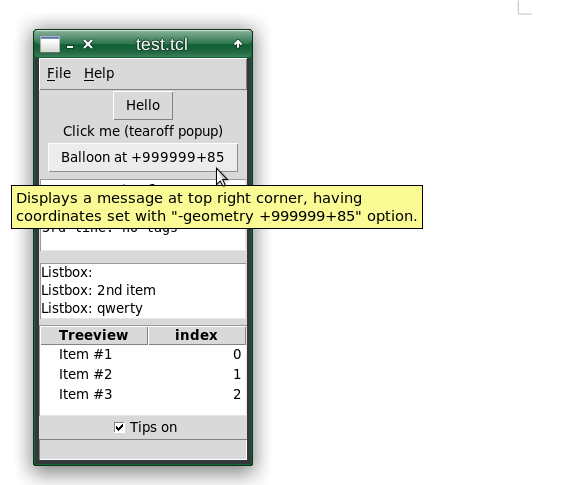 test.tcl
File Help
Hello
Click me (tearoff popup)
Balloon at +999999+85
Displays a message at top right corner, having
coordinates set with "-geometry +999999+85" option.
3rd line: no tags
Listbox:
Listbox: 2nd item
Listbox: qwerty
Treeview index
Item #1 0
Item #2 1
Item #3 2
Tips on